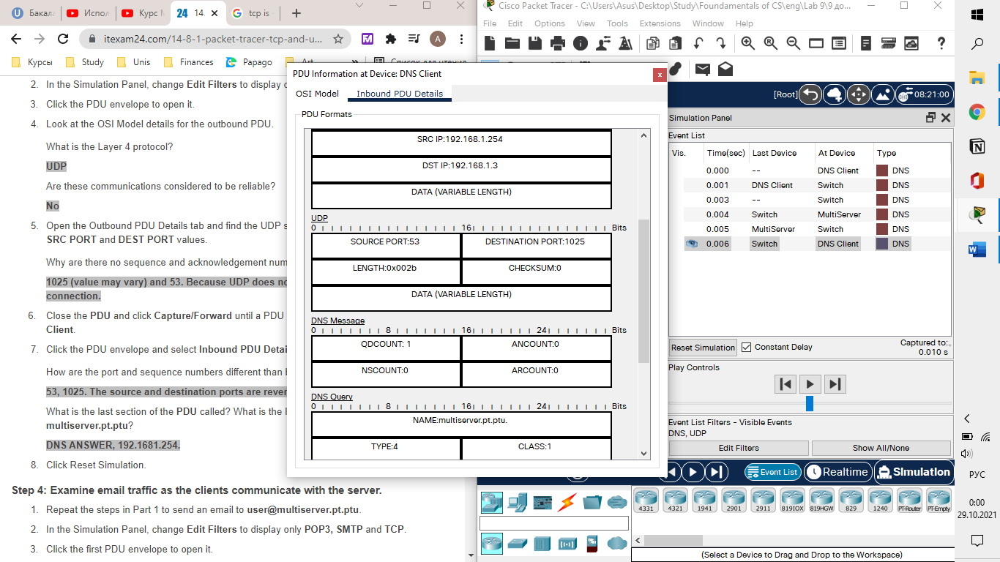 Бакала
Испол
Курс М
14.
tcp is
itexam24.com/14-8-1-packet-tracer-tcp-and-u...
A
Курсы
Study
Unis
Finances
Papago
Art
Список для чтения
2. In the Simulation Panel, change Edit Filters to display
3. Click the PDU envelope to open it.
4. Look at the OSI Model details for the outbound PDU.
What is the Layer 4 protocol?
UDP
Are these communications considered to be reliable?
No
5. Open the Outbound PDU Details tab and find the UDP s
SRC PORT and DEST PORT values.
Why are there no sequence and acknowledgement num
1025 (value may vary) and 53. Because UDP does no
connection.
6. Close the PDU and click Capture/Forward until a PDU
Client.
7. Click the PDU envelope and select Inbound PDU Detai
How are the port and sequence numbers different than
53, 1025. The source and destination ports are rever
What is the last section of the PDU called? What is the I
multiserver.pt.ptu?
DNS ANSWER, 192.1681.254.
8. Click Reset Simulation.
Step 4: Examine email traffic as the clients communicate with the server.
1. Repeat the steps in Part 1 to send an email to user@multiserver.pt.ptu.
2. In the Simulation Panel, change Edit Filters to display only POP3, SMTP and TCP.
3. Click the first PDU envelope to open it.
PDU Information at Device: DNS Client
x
OSI Model
Inbound PDU Details
PDU Formats
SRC IP:192.168.1.254
DST IP:192.168.1.3
DATA (VARIABLE LENGTH)
UDP
0 16 Bits
SOURCE PORT:53
DESTINATION PORT:1025
LENGTH:0x002b
CHECKSUM:0
DATA (VARIABLE LENGTH)
DNS Message
0 8 16 24 Bits
QDCOUNT: 1
ANCOUNT:0
NSCOUNT:0
ARCOUNT:0
DNS Query
0 8 16 24 Bits
NAME:multiserver.pt.ptu.
TYPE:4
CLASS:1
Cisco Packet Tracer - C:\Users\Asus\Desktop\Study\Foundamentals of CS\eng\Lab 9\9 до...
File Edit Options View Tools Extensions Window Help
[Root]
08:21:00
Simulation Panel
Event List
Vis. Time(sec) Last Device At Device Type
0.000 -- DNS Client DNS
0.001 DNS Client Switch DNS
0.003 -- Switch DNS
0.004 Switch MultiServer DNS
0.005 MultiServer Switch DNS
0.006 Switch DNS Client DNS
Reset Simulation
Constant Delay
Captured to:
0.010 s
Play Controls
Event List Filters - Visible Events
DNS, UDP
Edit Filters
Show All/None
Event List
Realtime
Simulation
4331 4321 1941 2901 2911 819IOX 819HGW 829 1240 PT-Router PT-Empty
(Select a Device to Drag and Drop to the Workspace)
РУС
0:00
29.10.2021